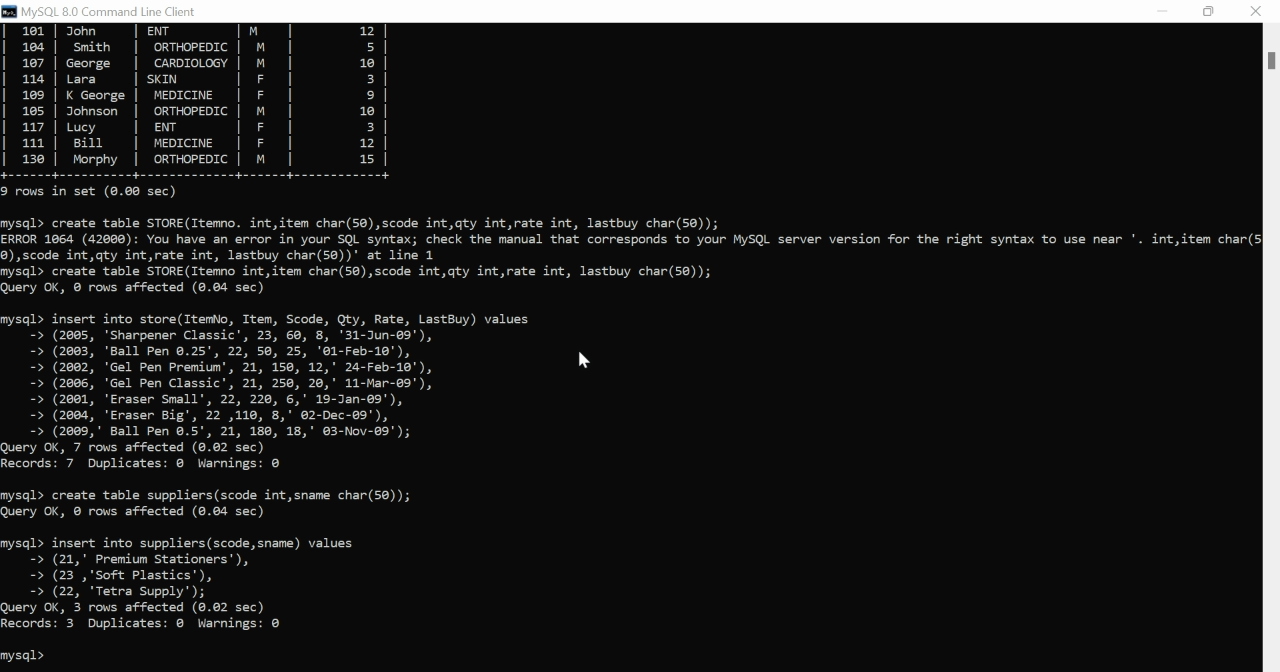 MySQL 8.0 Command Line Client
|  101 | John     | ENT         | M    |         12 |
|  104 |  Smith   |  ORTHOPEDIC |  M   |          5 |
|  107 | George   |  CARDIOLOGY |  M   |         10 |
|  114 | Lara     | SKIN        |  F   |          3 |
|  109 | K George |  MEDICINE   |  F   |          9 |
|  105 | Johnson  |  ORTHOPEDIC |  M   |         10 |
|  117 | Lucy     |  ENT        |  F   |          3 |
|  111 |  Bill    |  MEDICINE   |  F   |         12 |
|  130 |  Morphy  |  ORTHOPEDIC |  M   |         15 |
+------+----------+-------------+------+------------+
9 rows in set (0.00 sec)
mysql> create table STORE(Itemno. int,item char(50),scode int,qty int,rate int, lastbuy char(50));
ERROR 1064 (42000): You have an error in your SQL syntax; check the manual that corresponds to your MySQL server version for the right syntax to use near '. int,item char(5
0),scode int,qty int,rate int, lastbuy char(50))' at line 1
mysql> create table STORE(Itemno int,item char(50),scode int,qty int,rate int, lastbuy char(50));
Query OK, 0 rows affected (0.04 sec)
mysql> insert into store(ItemNo, Item, Scode, Qty, Rate, LastBuy) values
    -> (2005, 'Sharpener Classic', 23, 60, 8, '31-Jun-09'),
    -> (2003, 'Ball Pen 0.25', 22, 50, 25, '01-Feb-10'),
    -> (2002, 'Gel Pen Premium', 21, 150, 12,' 24-Feb-10'),
    -> (2006, 'Gel Pen Classic', 21, 250, 20,' 11-Mar-09'),
    -> (2001, 'Eraser Small', 22, 220, 6,' 19-Jan-09'),
    -> (2004, 'Eraser Big', 22 ,110, 8,' 02-Dec-09'),
    -> (2009,' Ball Pen 0.5', 21, 180, 18,' 03-Nov-09');
Query OK, 7 rows affected (0.02 sec)
Records: 7  Duplicates: 0  Warnings: 0
mysql> create table suppliers(scode int,sname char(50));
Query OK, 0 rows affected (0.04 sec)
mysql> insert into suppliers(scode,sname) values
    -> (21,' Premium Stationers'),
    -> (23 ,'Soft Plastics'),
    -> (22, 'Tetra Supply');
Query OK, 3 rows affected (0.02 sec)
Records: 3  Duplicates: 0  Warnings: 0
mysql>